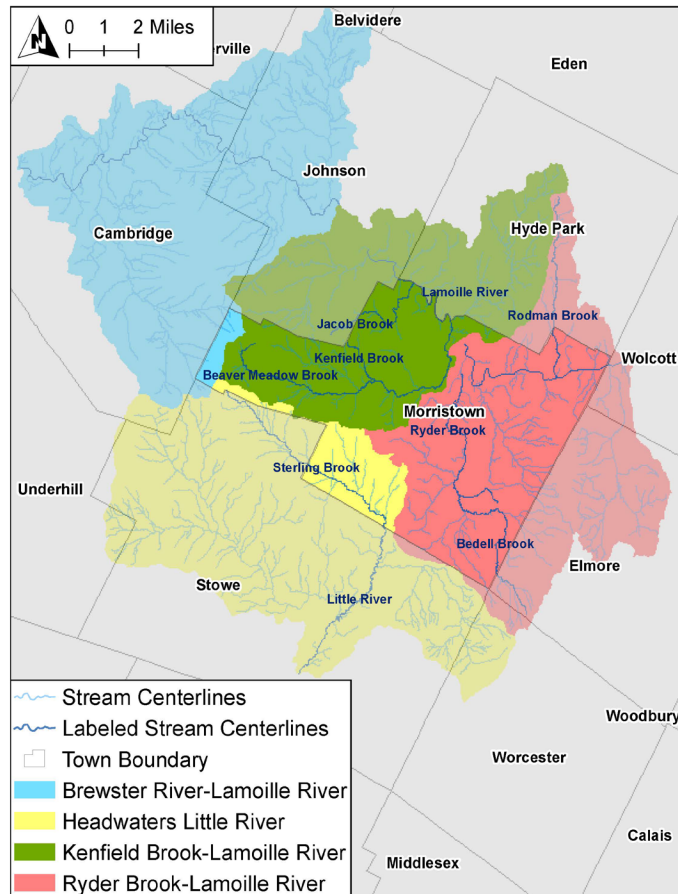 Belvidere
N
0 1 2 Miles
erville
Eden
Johnson
Cambridge
Hyde Park
Lamoille River
Rodman Brook
Jacob Brook
Kenfield Brook
Wolcott
Beaver Meadow Brook
Morristown
Ryder Brook
Sterling Brook
Underhill
Bedell Brook
Elmore
Stowe
Little River
Stream Centerlines
Labeled Stream Centerlines
Woodbury
Town Boundary
Worcester
Brewster River-Lamoille River
Headwaters Little River
Calais
Kenfield Brook-Lamoille River
Middlesex
Ryder Brook-Lamoille River